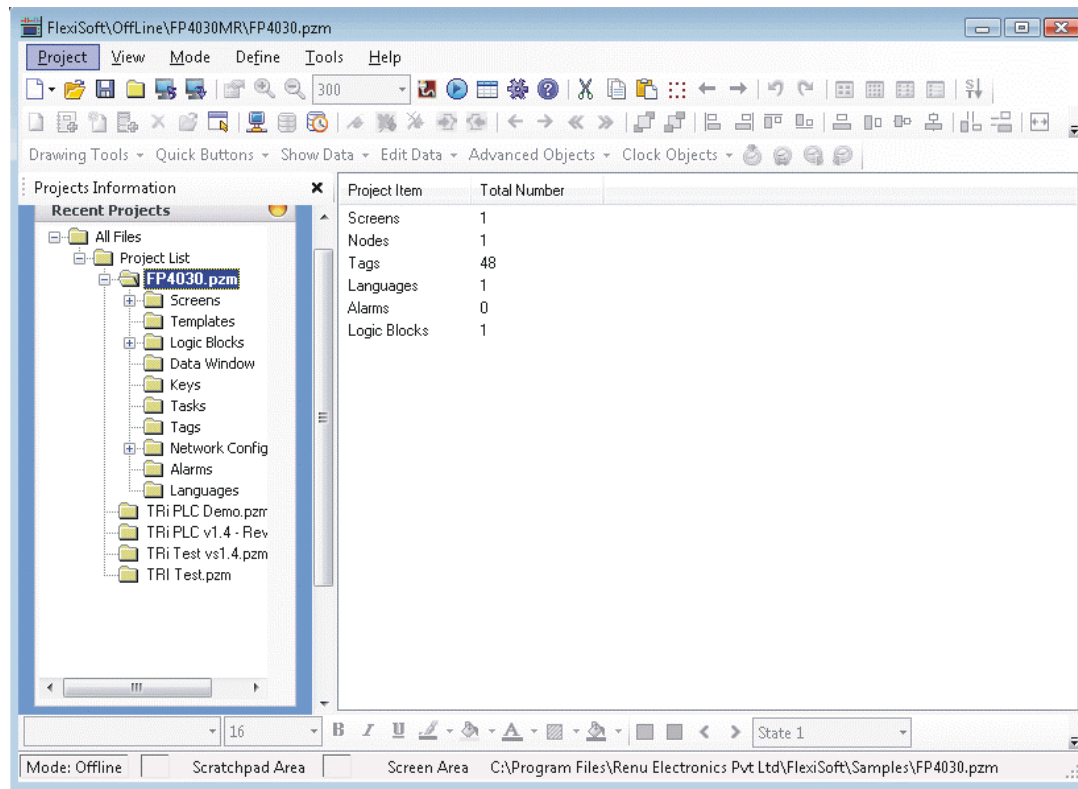 FlexiSoft\OffLine\FP4030MR\FP4030.pzm
Project View Mode Define Tools Help
300
Drawing Tools Quick Buttons Show Data Edit Data Advanced Objects Clock Objects
Projects Information
Recent Projects
All Files
Project List
FP4030.pzm
Screens
Templates
Logic Blocks
Data Window
Keys
Tasks
Tags
Network Config
Alarms
Languages
TRi PLC Demo.pzm
TRi PLC v1.4 - Rev
TRi Test vs1.4.pzm
TRI Test.pzm
Project Item Total Number
Screens 1
Nodes 1
Tags 48
Languages 1
Alarms 0
Logic Blocks 1
16 B I U A State 1
Mode: Offline Scratchpad Area Screen Area C:\Program Files\Renu Electronics Pvt Ltd\FlexiSoft\Samples\FP4030.pzm